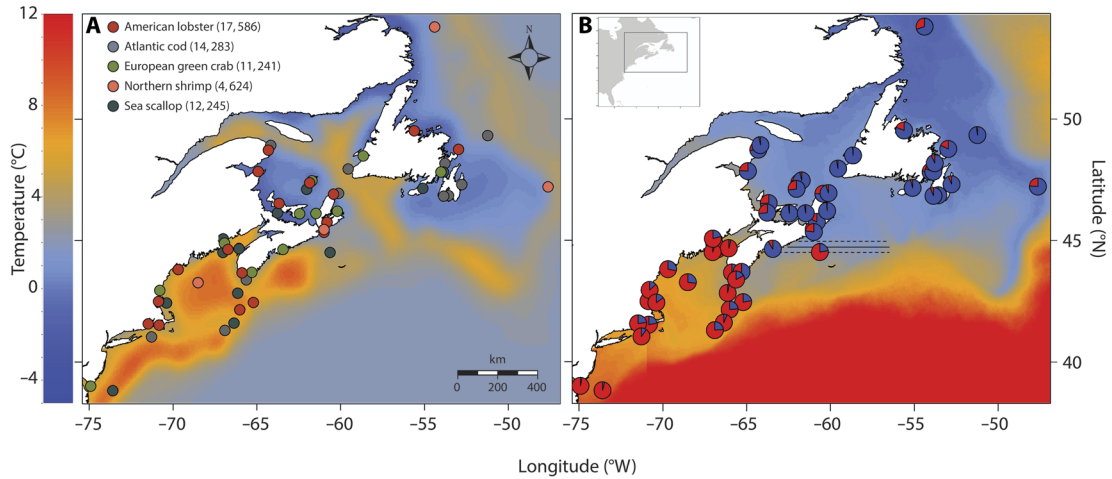 A
American lobster (17,586)
Atlantic cod (14,283)
European green crab (11,241)
Northern shrimp (4,624)
Sea scallop (12,245)
N
km
0 200 400
B
Temperature (°C)
12
8
4
0
−4
−75 −70 −65 −60 −55 −50
−75 −70 −65 −60 −55 −50
50
45
40
Latitude (°N)
Longitude (°W)